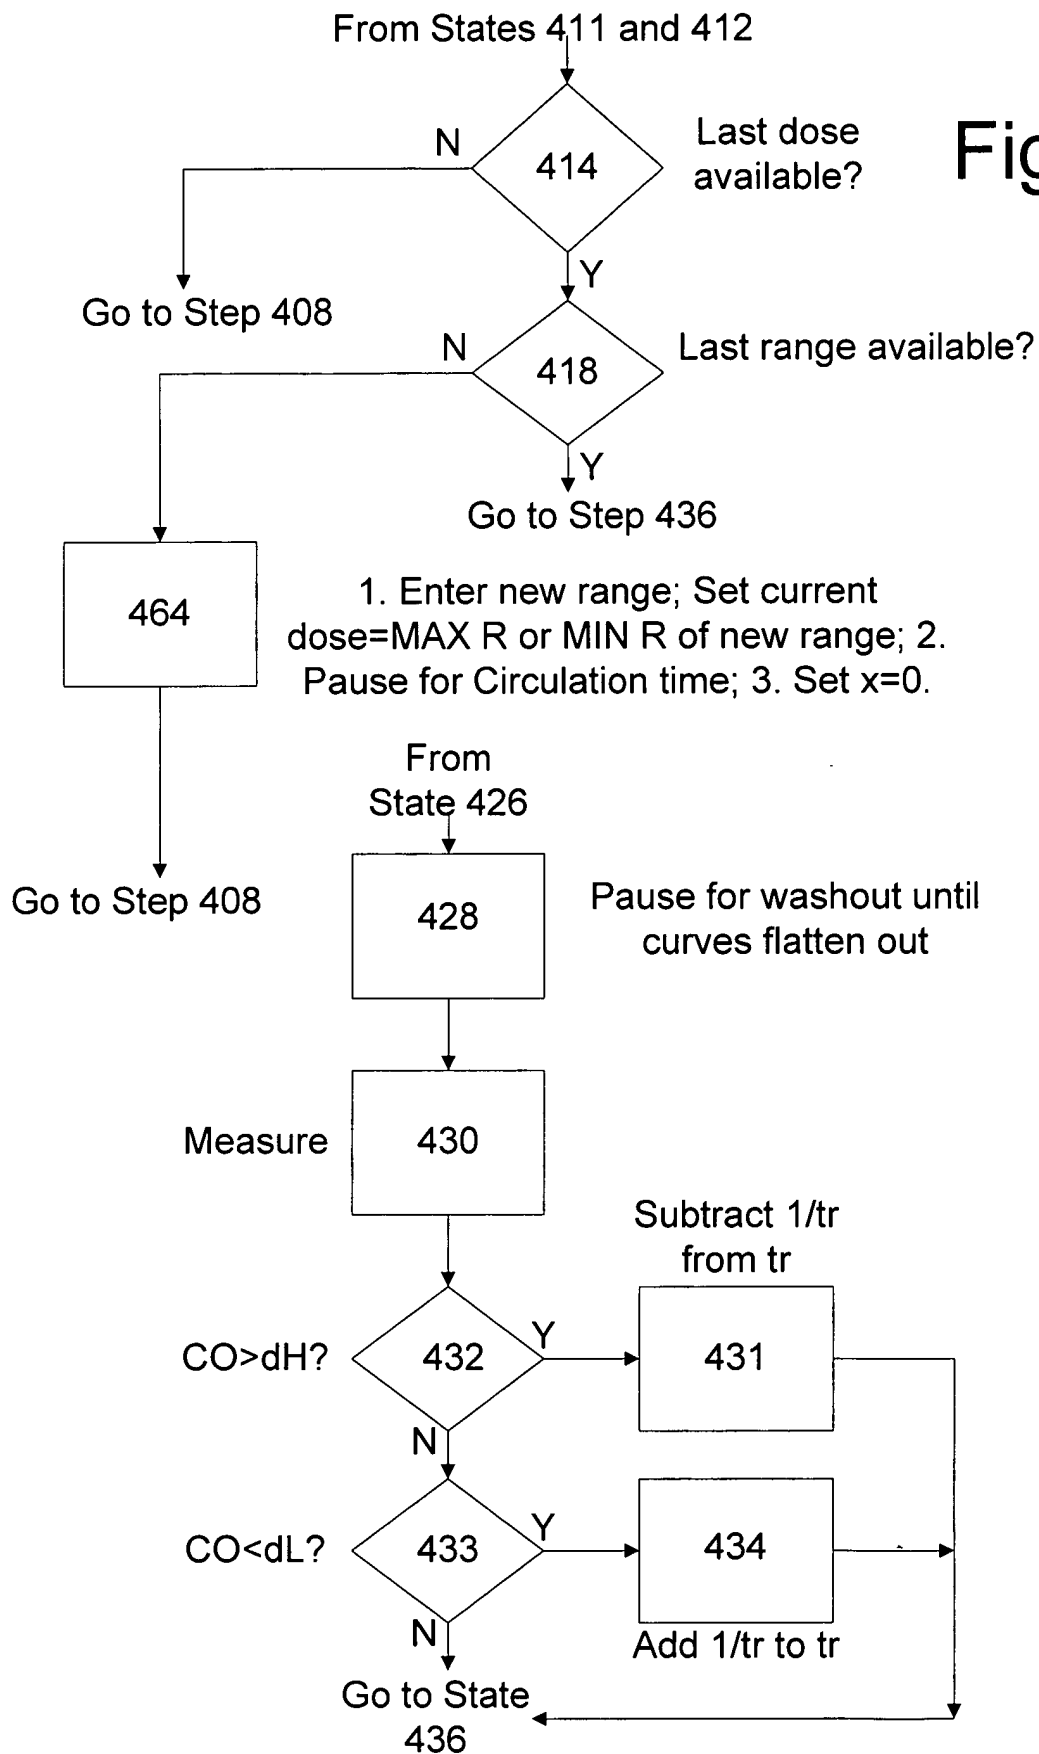 From States 411 and 412
N
414
Last dose
available?
Fig
Y
Go to Step 408
N
418
Last range available?
Y
Go to Step 436
464
1. Enter new range; Set current
dose=MAX R or MIN R of new range; 2.
Pause for Circulation time; 3. Set x=0.
From
State 426
Go to Step 408
428
Pause for washout until
curves flatten out
Measure
430
Subtract 1/tr
from tr
CO>dH?
432
Y
431
N
CO<dL?
433
Y
434
N
Add 1/tr to tr
Go to State
436